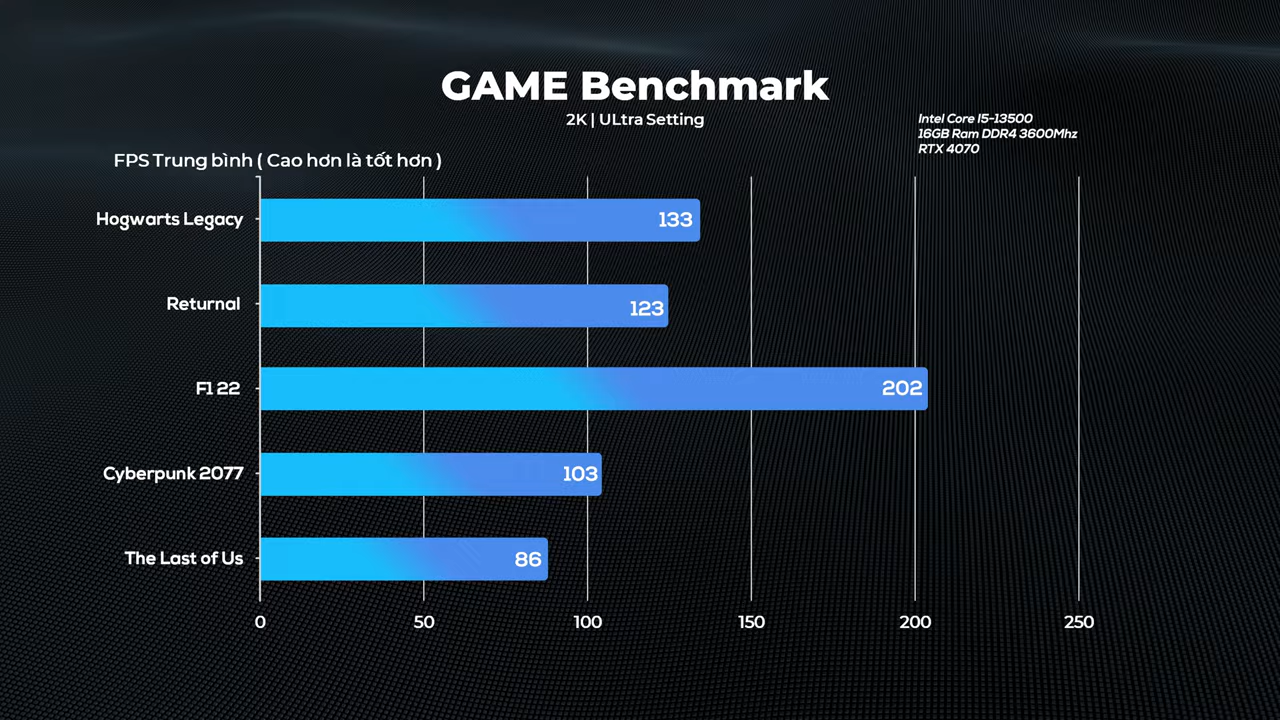 GAME Benchmark
2K | ULtra Setting
Intel Core I5-13500
16GB Ram DDR4 3600Mhz
RTX 4070
FPS Trung bình ( Cao hơn là tốt hơn )
Hogwarts Legacy 133
Returnal 123
F1 22 202
Cyberpunk 2077 103
The Last of Us 86
0 50 100 150 200 250